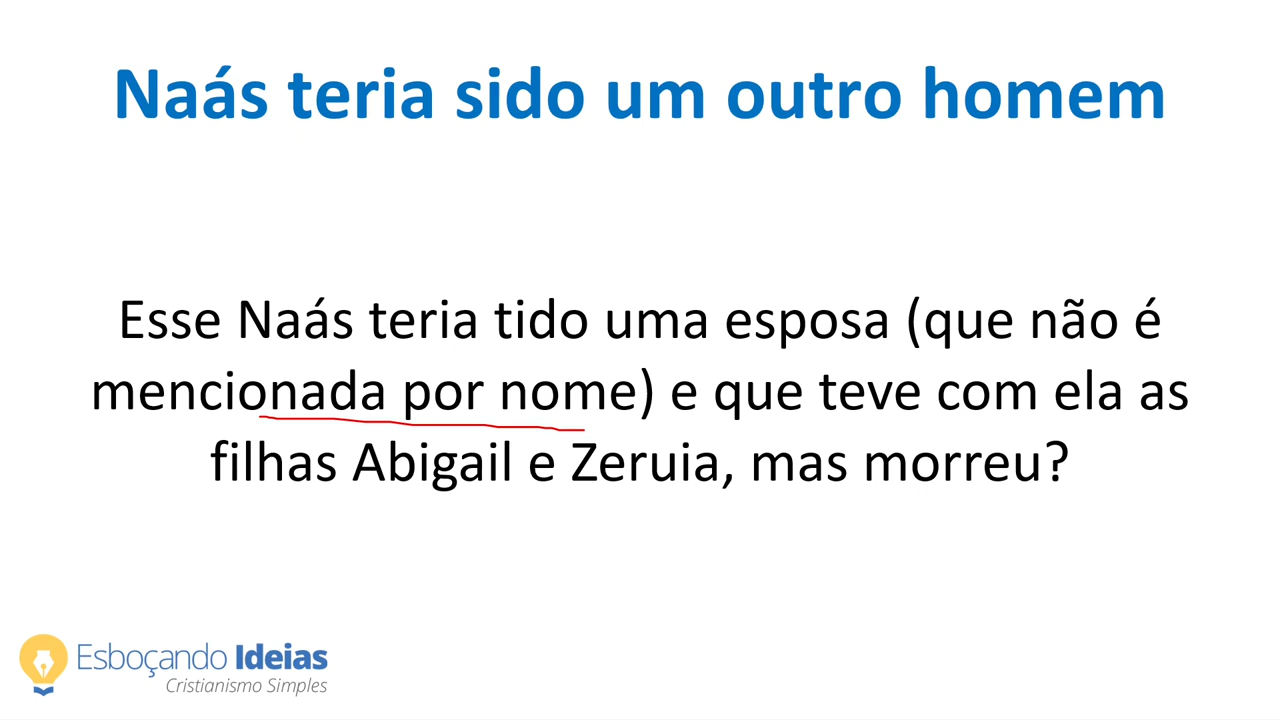 Naás teria sido um outro homem
Esse Naás teria tido uma esposa (que não é
mencionada por nome) e que teve com ela as
filhas Abigail e Zeruia, mas morreu?
Esboçando Ideias
Cristianismo Simples